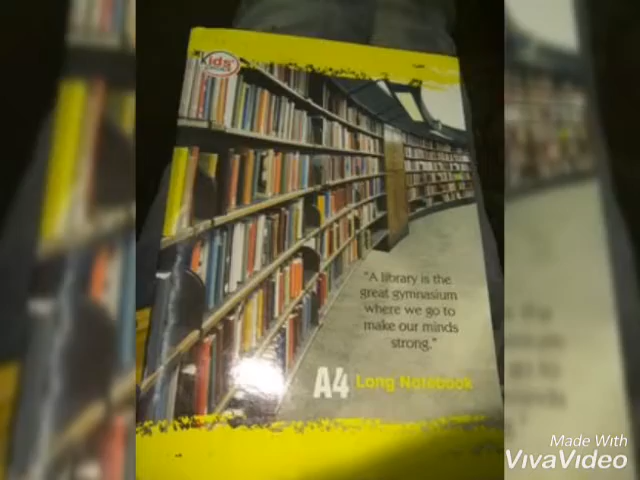 Kids'
"A library is the
great gymnasium
where we go to
make our minds
strong."
A4 Long Notebook
Made With
VivaVideo